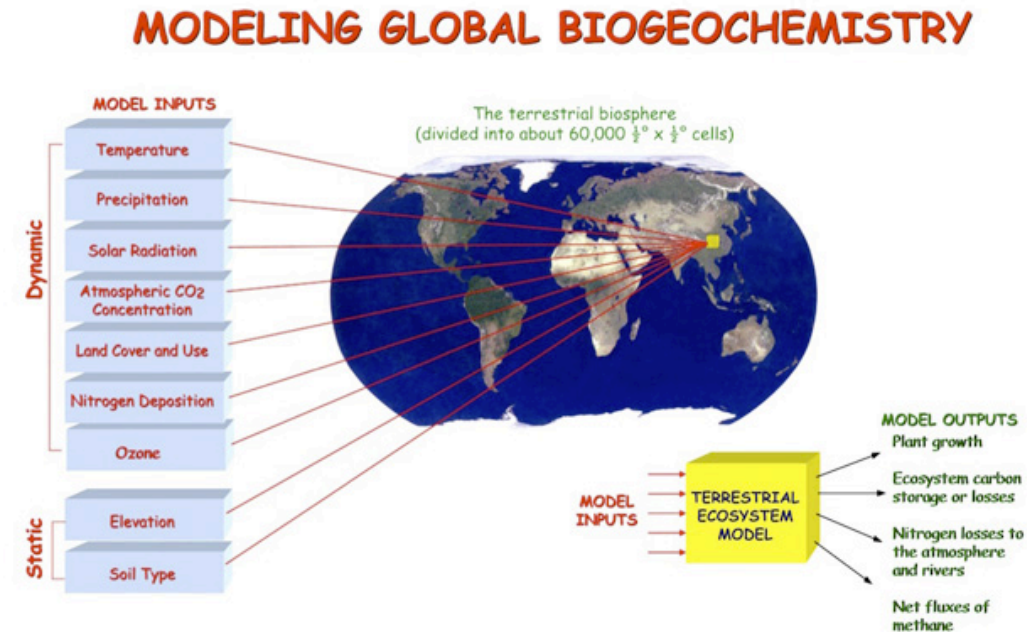 MODELING GLOBAL BIOGEOCHEMISTRY
MODEL INPUTS
Dynamic
Temperature
Precipitation
Solar Radiation
Atmospheric CO2
Concentration
Land Cover and Use
Nitrogen Deposition
Ozone
Static
Elevation
Soil Type
The terrestrial biosphere
(divided into about 60,000 ½° x ½° cells)
MODEL
INPUTS
TERRESTRIAL
ECOSYSTEM
MODEL
MODEL OUTPUTS
Plant growth
Ecosystem carbon
storage or losses
Nitrogen losses to
the atmosphere
and rivers
Net fluxes of
methane